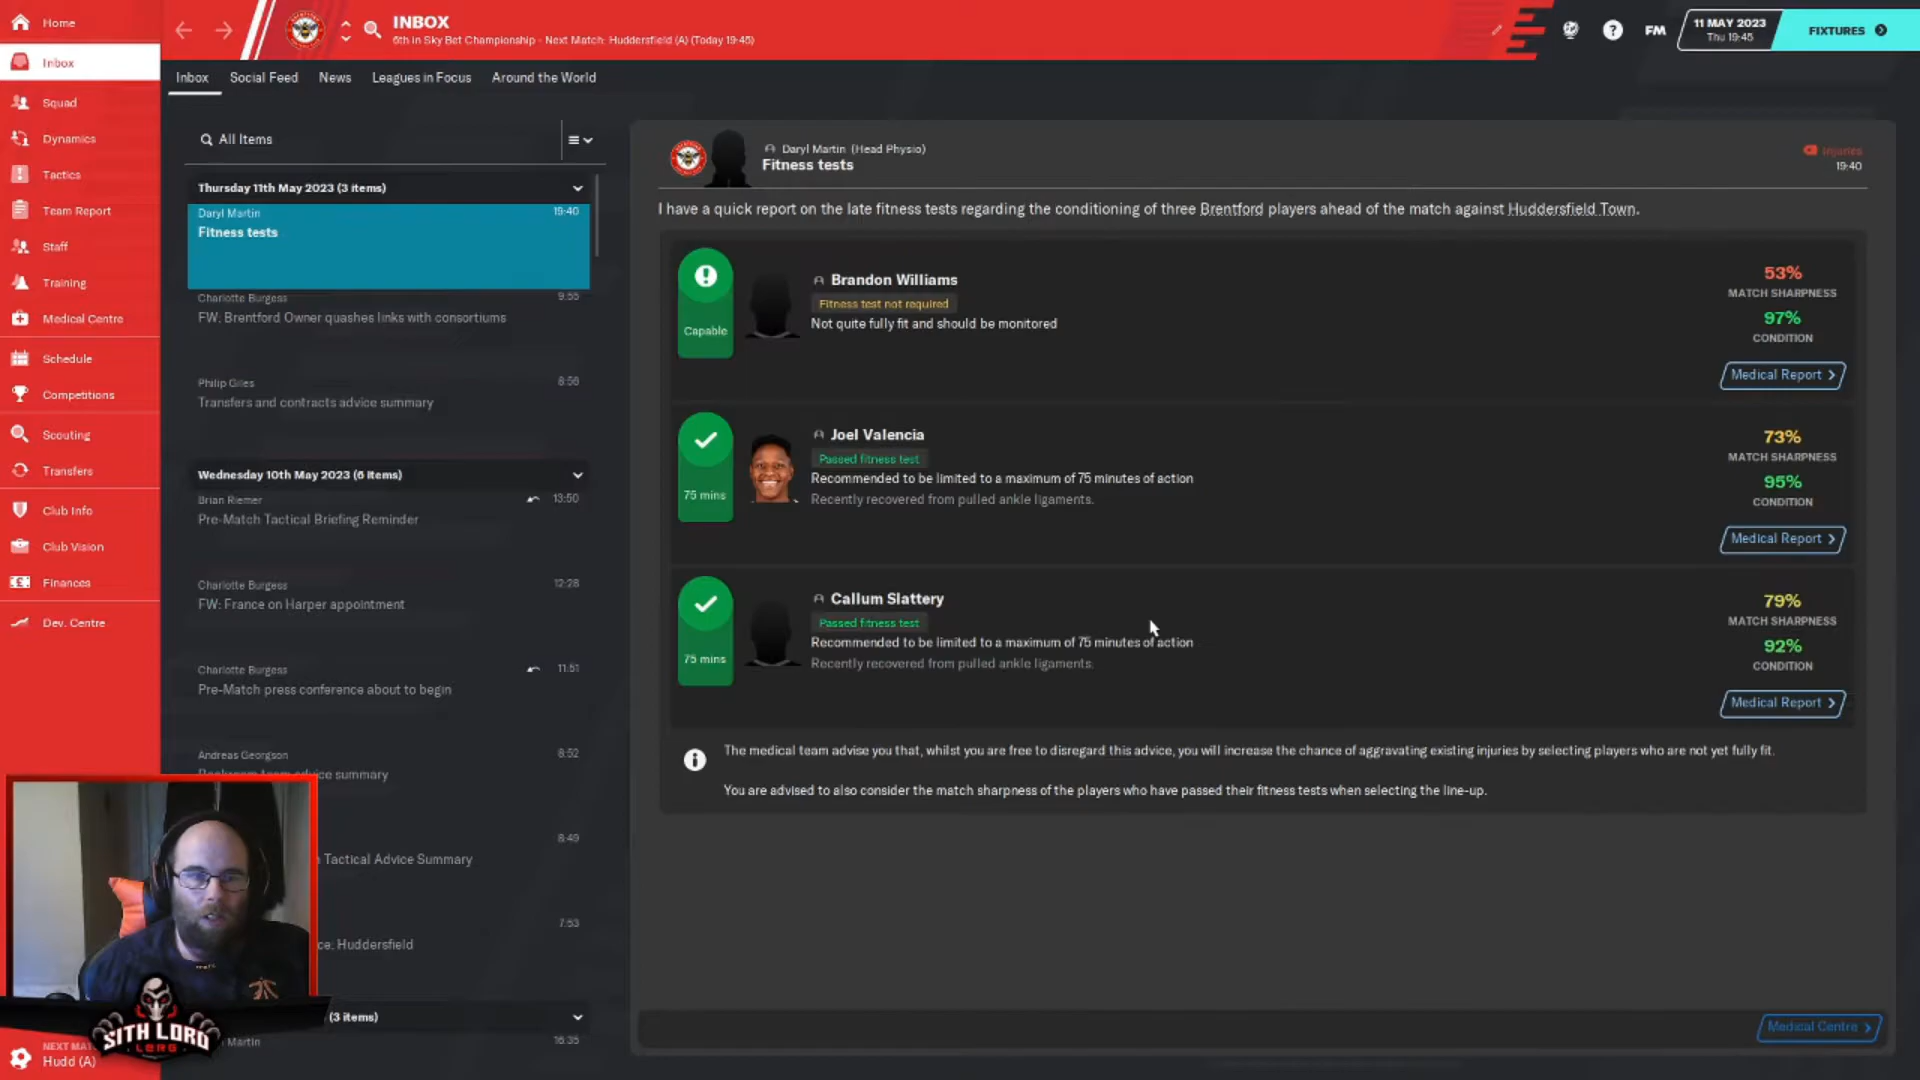 Home
Inbox
Squad
Dynamics
Tactics
Team Report
Staff
Training
Medical Centre
Schedule
Competitions
Scouting
Transfers
Club Info
Club Vision
Finances
Dev. Centre
Hudd (A)
INBOX
6th in Sky Bet Championship - Next Match: Huddersfield (A) (Today 19:45)
FM
11 MAY 2023
Thu 19:45
FIXTURES
Inbox
Social Feed
News
Leagues in Focus
Around the World
All Items
Thursday 11th May 2023 (3 items)
Daryl Martin
19:40
Fitness tests
Charlotte Burgess
9:55
FW: Brentford Owner quashes links with consortiums
Philip Giles
8:56
Transfers and contracts advice summary
Wednesday 10th May 2023 (6 items)
Brian Riemer
13:50
Pre-Match Tactical Briefing Reminder
Charlotte Burgess
12:28
FW: France on Harper appointment
Charlotte Burgess
11:51
Pre-Match press conference about to begin
Andreas Georgson
8:52
summary
8:49
Tactical Advice Summary
7:53
Huddersfield
(3 items)
Martin
16:35
SITH LORD
Daryl Martin (Head Physio)
Fitness tests
Injuries
19:40
I have a quick report on the late fitness tests regarding the conditioning of three Brentford players ahead of the match against Huddersfield Town.
Capable
Brandon Williams
Fitness test not required
Not quite fully fit and should be monitored
53%
MATCH SHARPNESS
97%
CONDITION
Medical Report
75 mins
Joel Valencia
Passed fitness test
Recommended to be limited to a maximum of 75 minutes of action
Recently recovered from pulled ankle ligaments.
73%
MATCH SHARPNESS
95%
CONDITION
Medical Report
75 mins
Callum Slattery
Passed fitness test
Recommended to be limited to a maximum of 75 minutes of action
Recently recovered from pulled ankle ligaments.
79%
MATCH SHARPNESS
92%
CONDITION
Medical Report
The medical team advise you that, whilst you are free to disregard this advice, you will increase the chance of aggravating existing injuries by selecting players who are not yet fully fit.
You are advised to also consider the match sharpness of the players who have passed their fitness tests when selecting the line-up.
Medical Centre